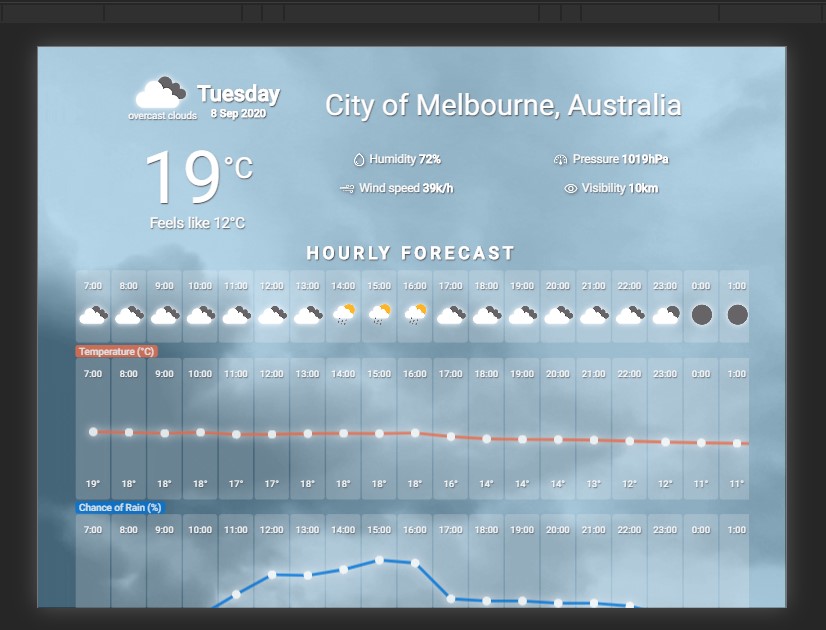 Tuesday
overcast clouds 8 Sep 2020
City of Melbourne, Australia
19°C
Feels like 12°C
Humidity 72%
Pressure 1019hPa
Wind speed 39k/h
Visibility 10km
HOURLY FORECAST
7:00 8:00 9:00 10:00 11:00 12:00 13:00 14:00 15:00 16:00 17:00 18:00 19:00 20:00 21:00 22:00 23:00 0:00 1:00
Temperature (°C)
7:00 8:00 9:00 10:00 11:00 12:00 13:00 14:00 15:00 16:00 17:00 18:00 19:00 20:00 21:00 22:00 23:00 0:00 1:00
19° 18° 18° 18° 17° 17° 18° 18° 18° 18° 16° 14° 14° 14° 13° 12° 12° 11° 11°
Chance of Rain (%)
7:00 8:00 9:00 10:00 11:00 12:00 13:00 14:00 15:00 16:00 17:00 18:00 19:00 20:00 21:00 22:00 23:00 0:00 1:00